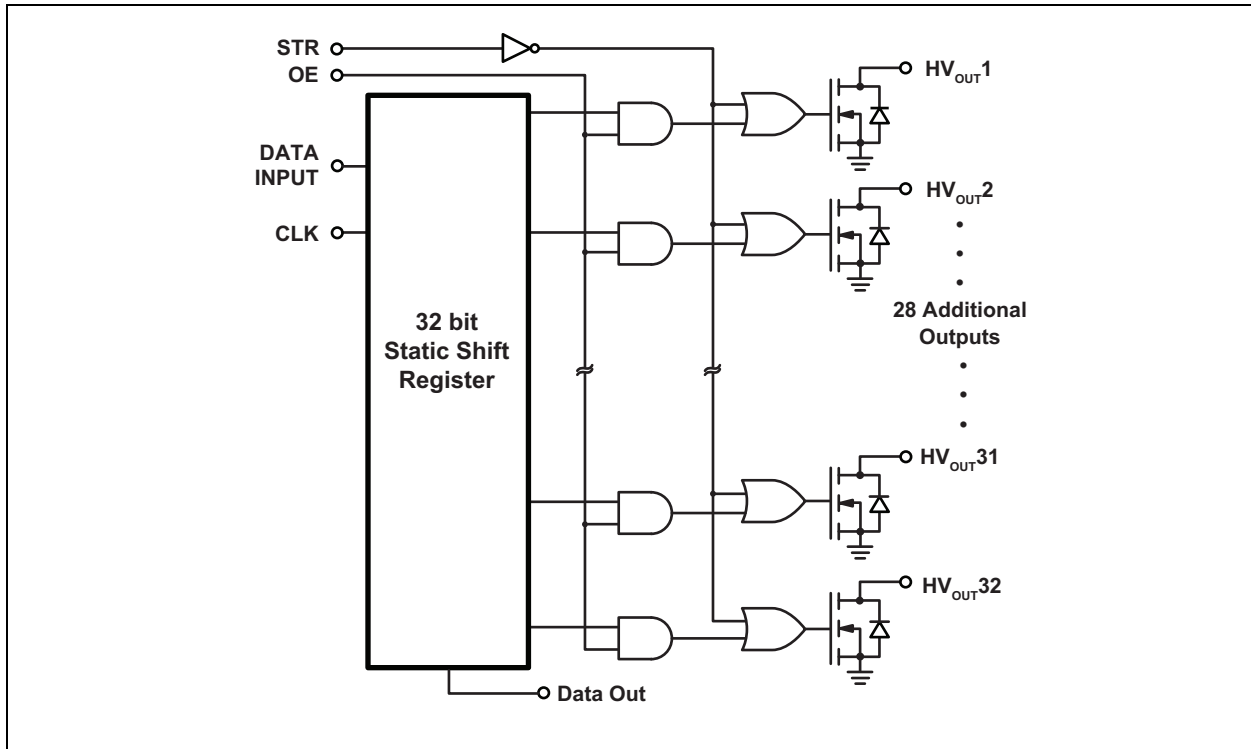 STR
OE
DATA
INPUT
CLK
32 bit
Static Shift
Register
Data Out
HVOUT1
HVOUT2
28 Additional
Outputs
HVOUT31
HVOUT32